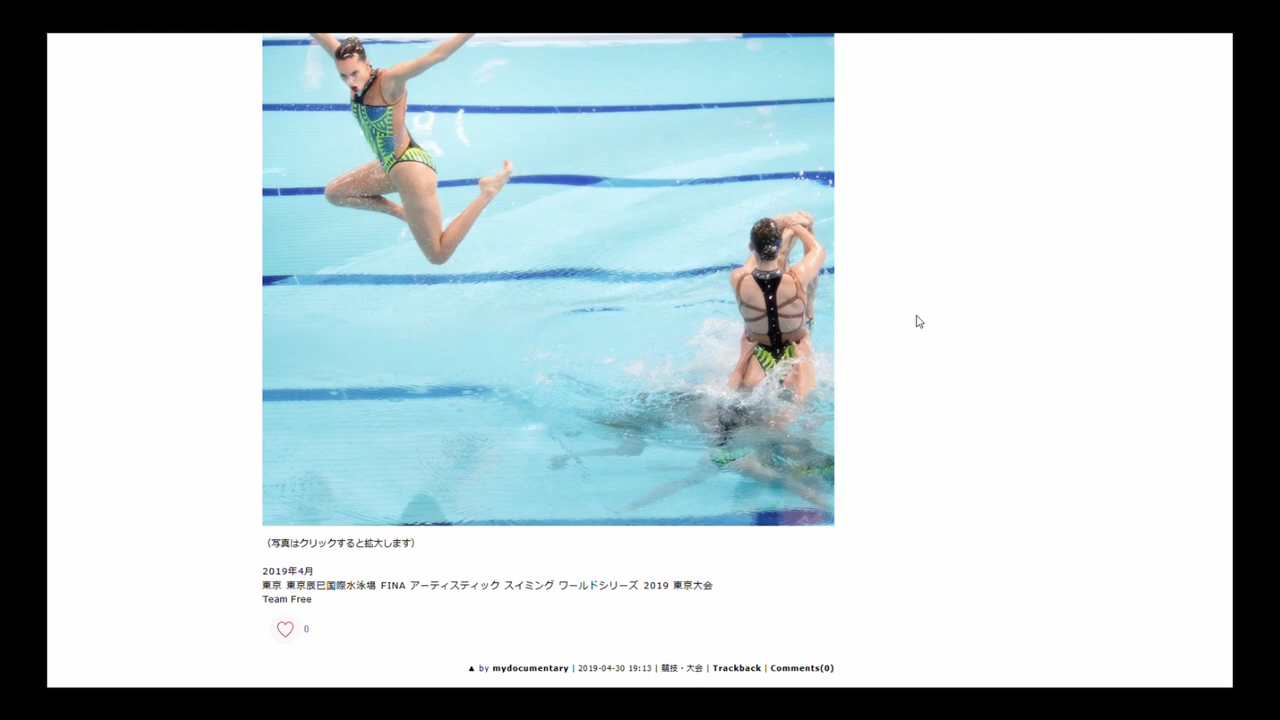 （写真はクリックすると拡大します）
2019年4月
東京 東京辰巳国際水泳場 FINA アーティスティック スイミング ワールドシリーズ 2019 東京大会
Team Free
0
▲ by mydocumentary | 2019-04-30 19:13 | 競技・大会 | Trackback | Comments(0)